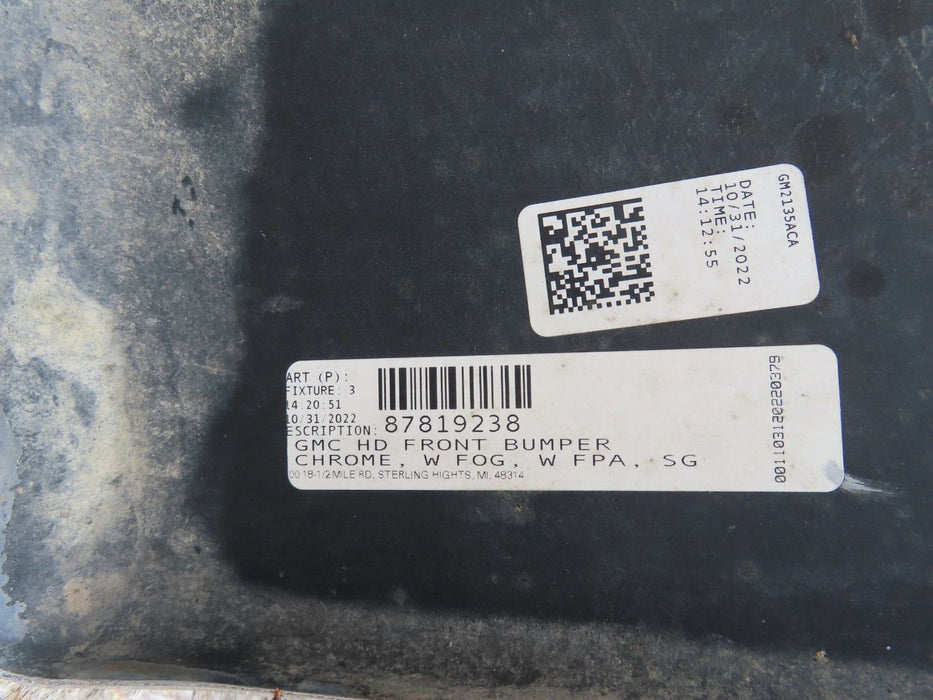 GM2135ACA
DATE:
10/31/2022
TIME:
14:12:55
ART (P):
FIXTURE: 3
14:20:51
10/31/2022
ESCRIPTION:
87819238
GMC HD FRONT BUMPER
CHROME, W FOG, W FPA, SG
00 18-1/2 MILE RD. STERLING HIGHTS, MI. 48314